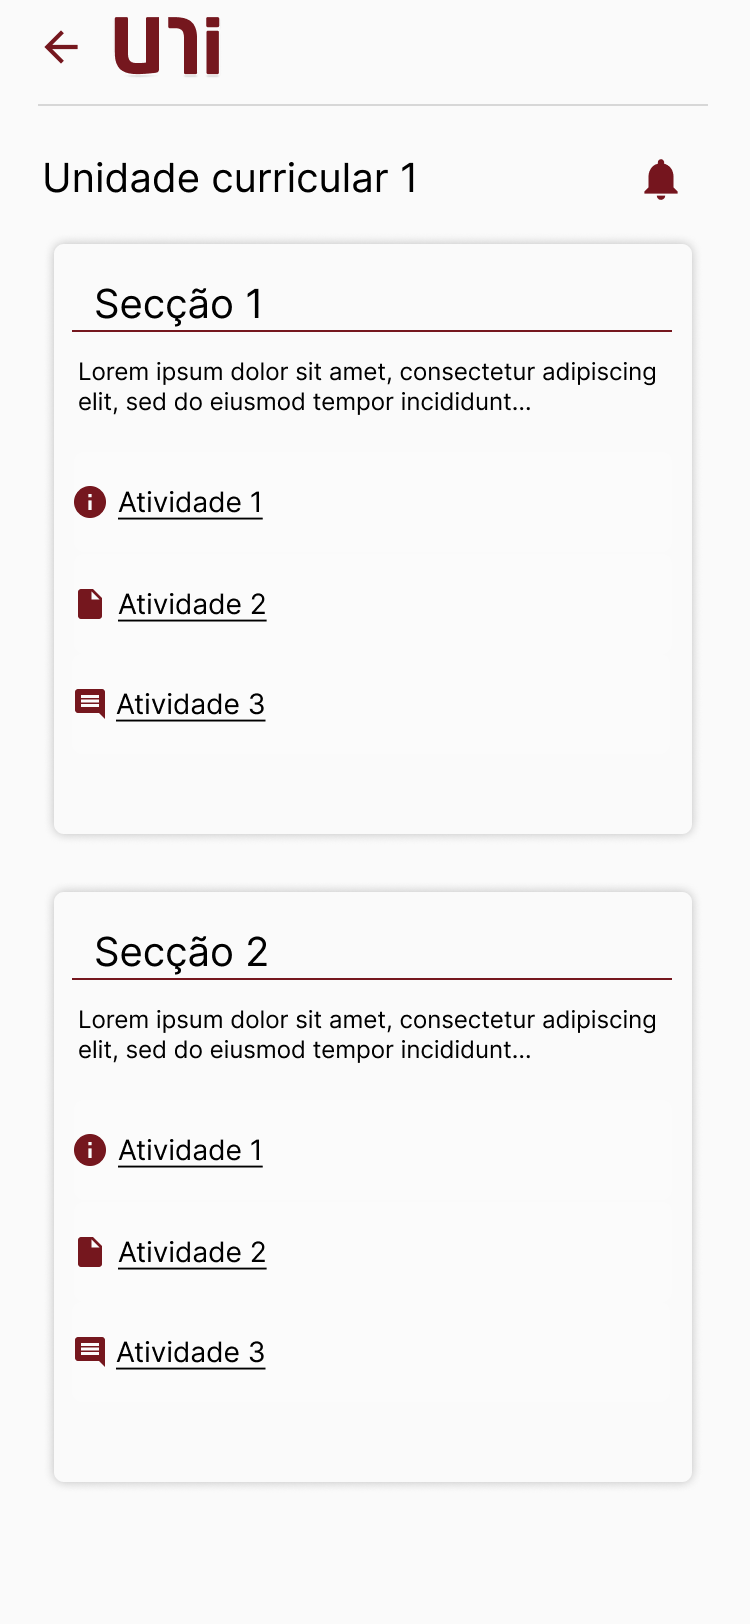 uni
Unidade curricular 1
Secção 1
Lorem ipsum dolor sit amet, consectetur adipiscing
elit, sed do eiusmod tempor incididunt...
Atividade 1
Atividade 2
Atividade 3
Secção 2
Lorem ipsum dolor sit amet, consectetur adipiscing
elit, sed do eiusmod tempor incididunt...
Atividade 1
Atividade 2
Atividade 3